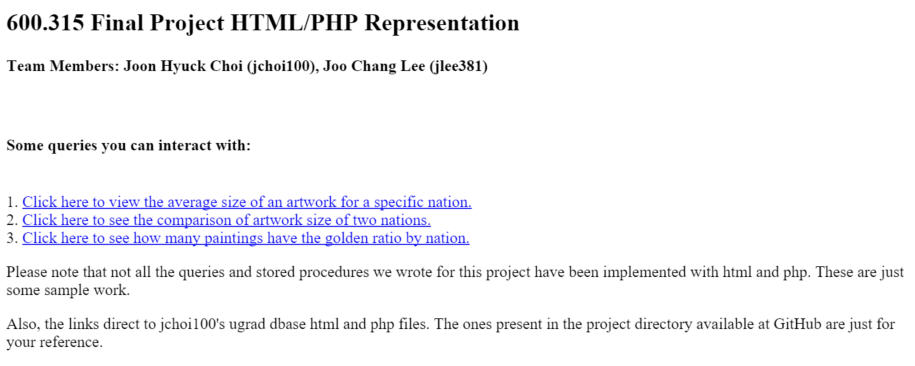 600.315 Final Project HTML/PHP Representation
Team Members: Joon Hyuck Choi (jchoi100), Joo Chang Lee (jlee381)
Some queries you can interact with:
1. Click here to view the average size of an artwork for a specific nation.
2. Click here to see the comparison of artwork size of two nations.
3. Click here to see how many paintings have the golden ratio by nation.
Please note that not all the queries and stored procedures we wrote for this project have been implemented with html and php. These are just
some sample work.
Also, the links direct to jchoi100's ugrad dbase html and php files. The ones present in the project directory available at GitHub are just for
your reference.